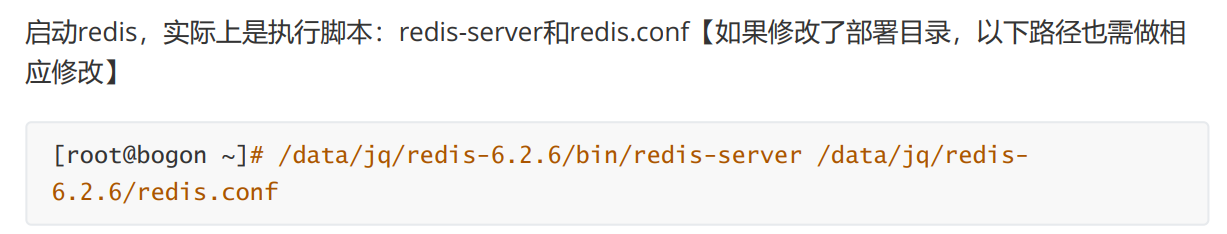 启动redis，实际上是执行脚本：redis-server和redis.conf【如果修改了部署目录，以下路径也需做相
应修改】
[root@bogon ~]# /data/jq/redis-6.2.6/bin/redis-server /data/jq/redis-
6.2.6/redis.conf